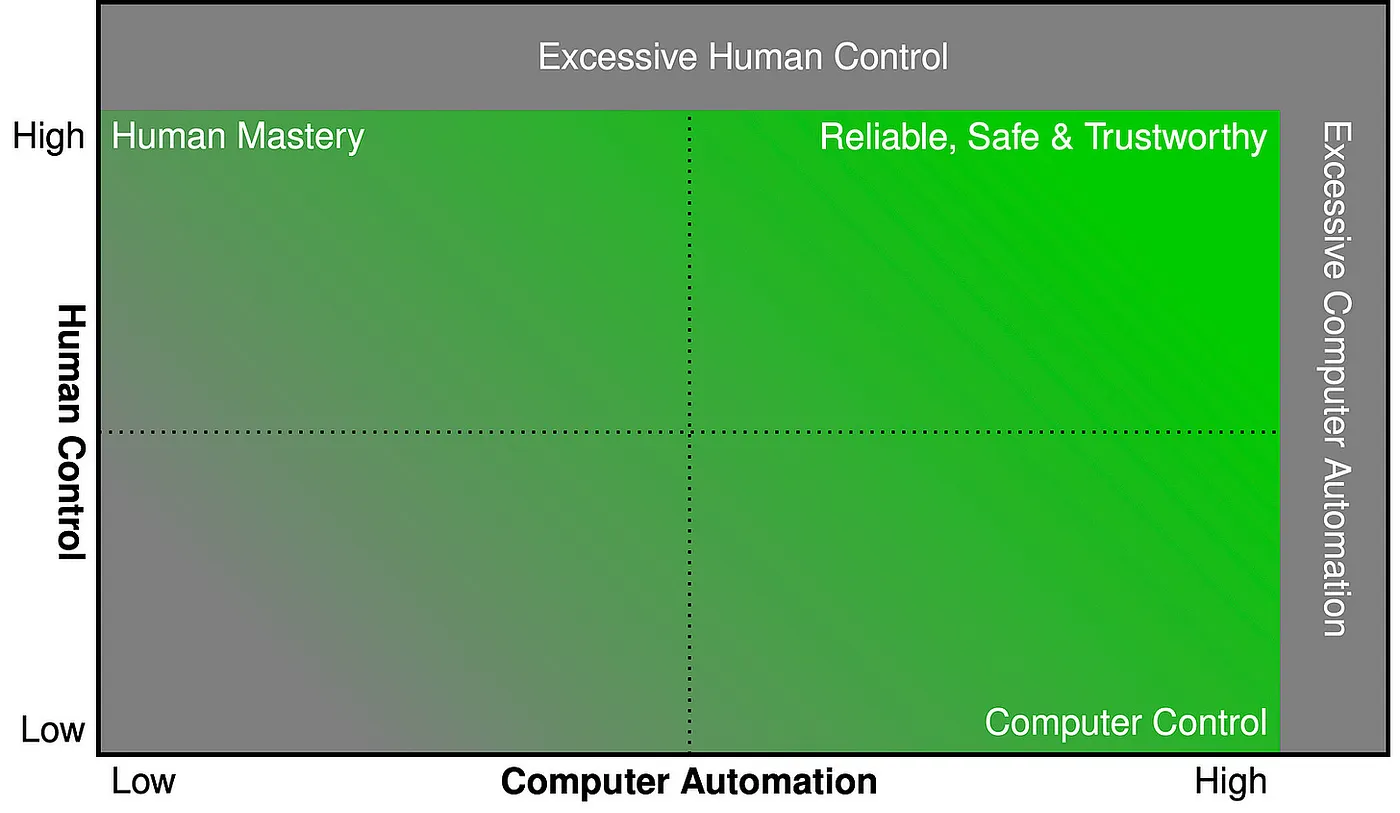 Excessive Human Control
High
Human Mastery
Reliable, Safe & Trustworthy
Excessive Computer Automation
Human Control
Computer Control
Low
Low
Computer Automation
High